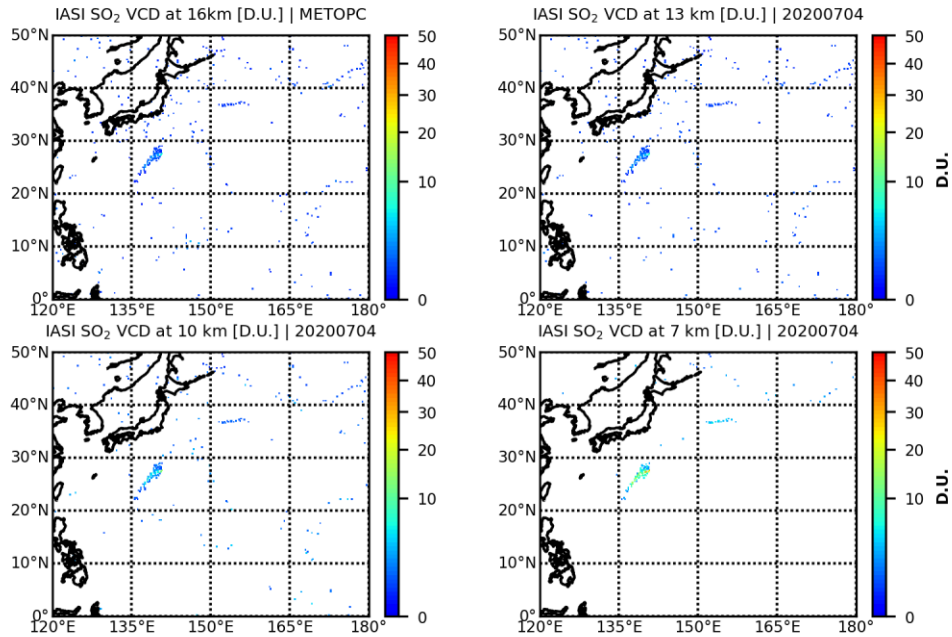 IASI SO₂ VCD at 16km [D.U.] | METOPC
50°N
40°N
30°N
20°N
10°N
0°
120°E 135°E 150°E 165°E 180°
50
40
30
20
10
0
IASI SO₂ VCD at 13 km [D.U.] | 20200704
50°N
40°N
30°N
20°N
10°N
0°
120°E 135°E 150°E 165°E 180°
50
40
30
20
10
0
D.U.
IASI SO₂ VCD at 10 km [D.U.] | 20200704
50°N
40°N
30°N
20°N
10°N
0°
120°E 135°E 150°E 165°E 180°
50
40
30
20
10
0
IASI SO₂ VCD at 7 km [D.U.] | 20200704
50°N
40°N
30°N
20°N
10°N
0°
120°E 135°E 150°E 165°E 180°
50
40
30
20
10
0
D.U.